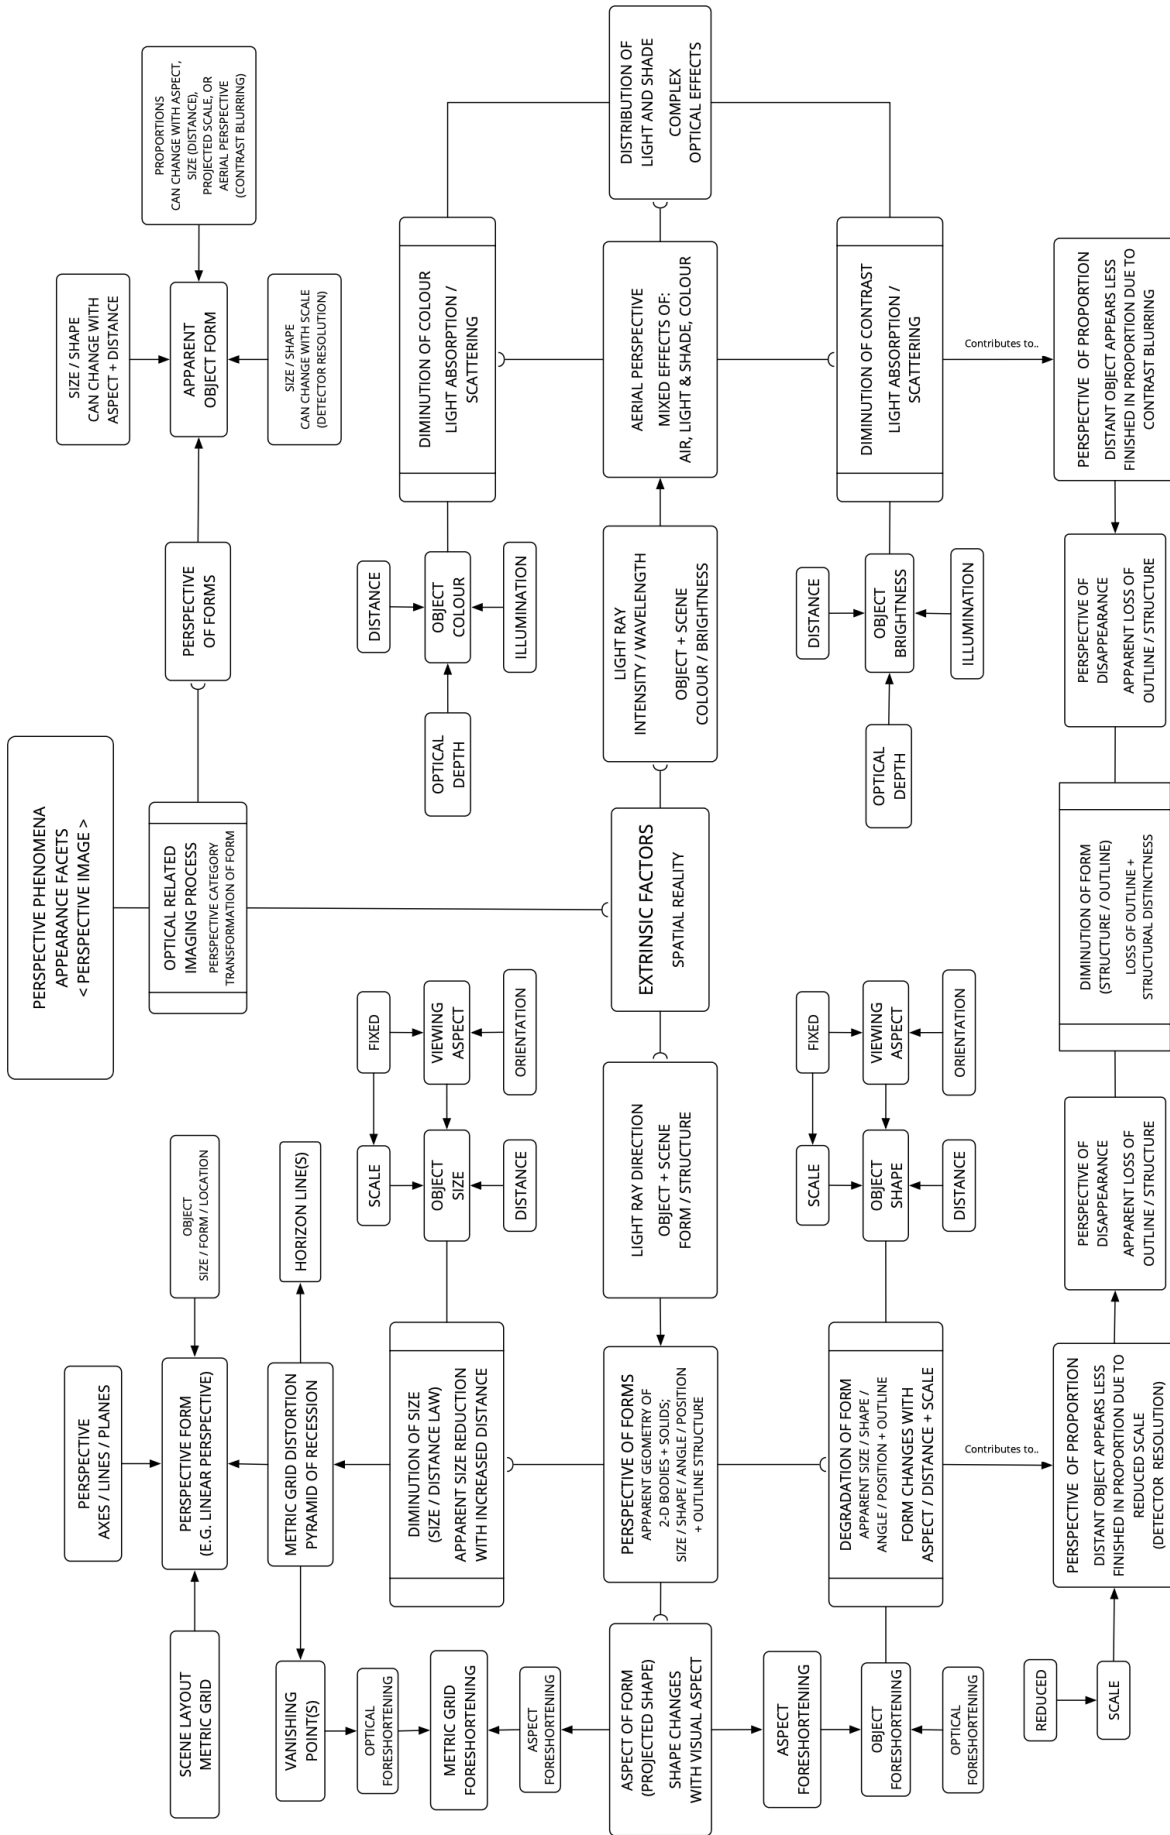 PERSPECTIVE PHENOMENA
APPEARANCE FACETS
< PERSPECTIVE IMAGE >
PERSPECTIVE
AXES / LINES / PLANES
SIZE / SHAPE
CAN CHANGE WITH
ASPECT + DISTANCE
SCENE LAYOUT
METRIC GRID
PERSPECTIVE FORM
(E.G. LINEAR PERSPECTIVE)
OBJECT
SIZE / FORM / LOCATION
OPTICAL RELATED
IMAGING PROCESS
PERSPECTIVE CATEGORY
TRANSFORMATION OF FORM
PERSPECTIVE
OF FORMS
APPARENT
OBJECT FORM
PROPORTIONS
CAN CHANGE WITH ASPECT,
SIZE (DISTANCE),
PROJECTED SCALE, OR
AERIAL PERSPECTIVE
(CONTRAST BLURRING)
VANISHING
POINT(S)
METRIC GRID DISTORTION
PYRAMID OF RECESSION
HORIZON LINE(S)
SIZE / SHAPE
CAN CHANGE WITH SCALE
(DETECTOR RESOLUTION)
OPTICAL
FORESHORTENING
SCALE
FIXED
DISTANCE
METRIC GRID
FORESHORTENING
DIMINUTION OF SIZE
(SIZE / DISTANCE LAW)
APPARENT SIZE REDUCTION
WITH INCREASED DISTANCE
OBJECT
SIZE
VIEWING
ASPECT
OPTICAL
DEPTH
OBJECT
COLOUR
DIMINUTION OF COLOUR
LIGHT ABSORPTION /
SCATTERING
ASPECT
FORESHORTENING
DISTANCE
ORIENTATION
ILLUMINATION
ASPECT OF FORM
(PROJECTED SHAPE)
SHAPE CHANGES
WITH VISUAL ASPECT
PERSPECTIVE OF FORMS
APPARENT GEOMETRY OF
2-D BODIES + SOLIDS;
SIZE / SHAPE / ANGLE / POSITION
+ OUTLINE STRUCTURE
LIGHT RAY DIRECTION
OBJECT + SCENE
FORM / STRUCTURE
EXTRINSIC FACTORS
SPATIAL REALITY
LIGHT RAY
INTENSITY / WAVELENGTH
OBJECT + SCENE
COLOUR / BRIGHTNESS
AERIAL PERSPECTIVE
MIXED EFFECTS OF:
AIR, LIGHT & SHADE, COLOUR
DISTRIBUTION OF
LIGHT AND SHADE
COMPLEX
OPTICAL EFFECTS
ASPECT
FORESHORTENING
SCALE
FIXED
DISTANCE
OBJECT
FORESHORTENING
DEGRADATION OF FORM
APPARENT SIZE / SHAPE /
ANGLE / POSITION + OUTLINE
FORM CHANGES WITH
ASPECT / DISTANCE + SCALE
OBJECT
SHAPE
VIEWING
ASPECT
OPTICAL
DEPTH
OBJECT
BRIGHTNESS
DIMINUTION OF CONTRAST
LIGHT ABSORPTION /
SCATTERING
OPTICAL
FORESHORTENING
DISTANCE
ORIENTATION
ILLUMINATION
Contributes to..
Contributes to..
REDUCED
SCALE
PERSPECTIVE OF PROPORTION
DISTANT OBJECT APPEARS LESS
FINISHED IN PROPORTION DUE TO
REDUCED SCALE
(DETECTOR RESOLUTION)
PERSPECTIVE OF
DISAPPEARANCE
APPARENT LOSS OF
OUTLINE / STRUCTURE
DIMINUTION OF FORM
(STRUCTURE / OUTLINE)
LOSS OF OUTLINE +
STRUCTURAL DISTINCTNESS
PERSPECTIVE OF
DISAPPEARANCE
APPARENT LOSS OF
OUTLINE / STRUCTURE
PERSPECTIVE OF PROPORTION
DISTANT OBJECT APPEARS LESS
FINISHED IN PROPORTION DUE TO
CONTRAST BLURRING